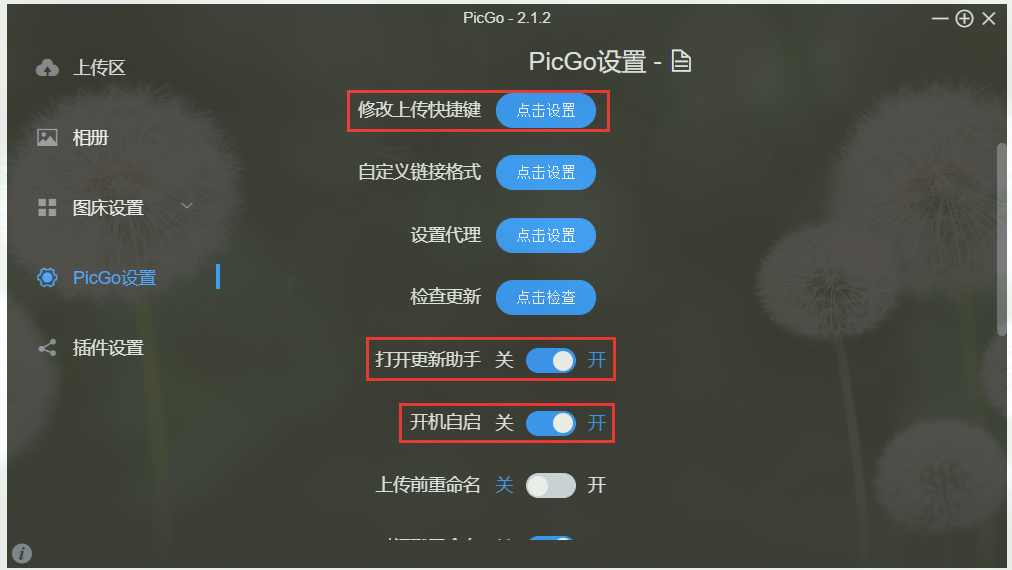 PicGo - 2.1.2
上传区
相册
图床设置
PicGo设置
插件设置
PicGo设置 -
修改上传快捷键 点击设置
自定义链接格式 点击设置
设置代理 点击设置
检查更新 点击检查
打开更新助手 关 开
开机自启 关 开
上传前重命名 关 开